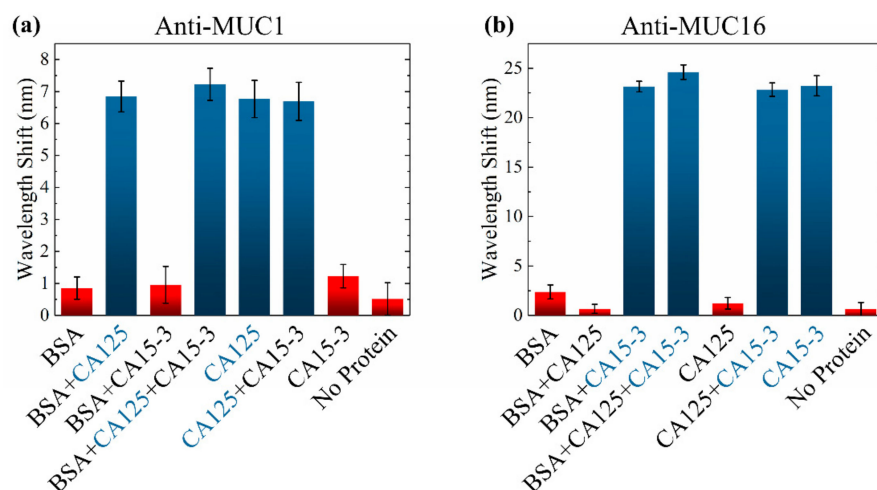 (a)
Anti-MUC1
Wavelength Shift (nm)
8
7
6
5
4
3
2
1
0
BSA
BSA+CA125
BSA+CA15-3
BSA+CA125+CA15-3
CA125
CA125+CA15-3
CA15-3
No Protein
(b)
Anti-MUC16
Wavelength Shift (nm)
25
20
15
10
5
0
BSA
BSA+CA125
BSA+CA15-3
BSA+CA125+CA15-3
CA125
CA125+CA15-3
CA15-3
No Protein